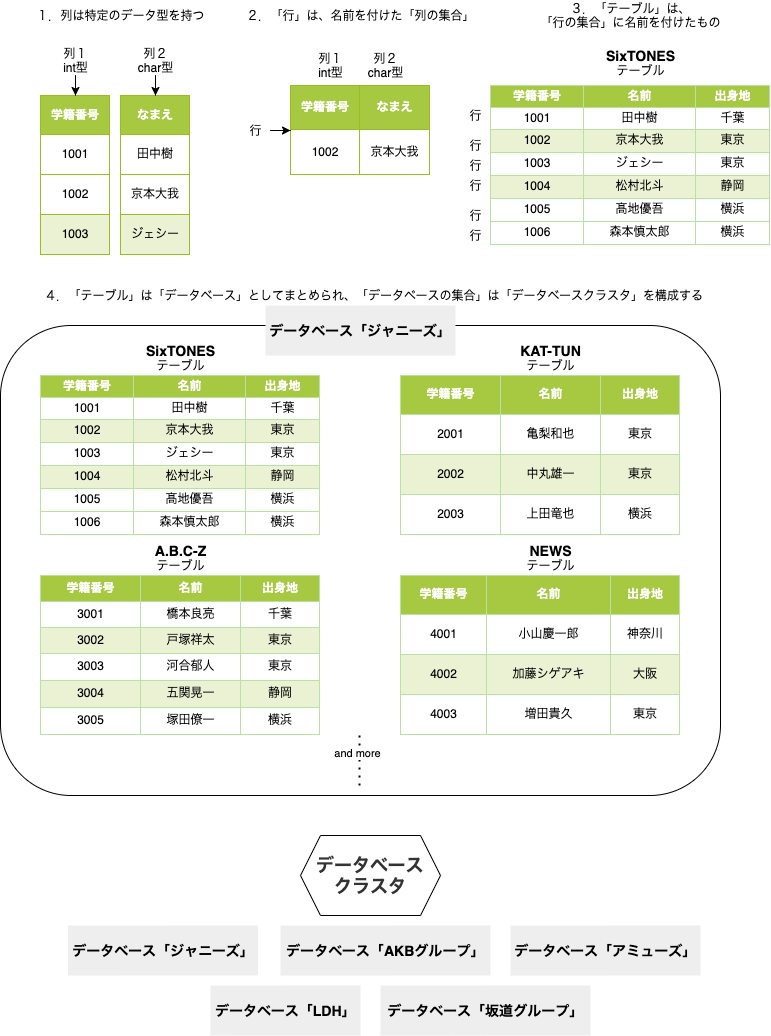 １．列は特定のデータ型を持つ
列１
int型
列２
char型
学籍番号
なまえ
1001
田中樹
1002
京本大我
1003
ジェシー
２．「行」は、名前を付けた「列の集合」
列１
int型
列２
char型
学籍番号 なまえ
行
1002 京本大我
３．「テーブル」は、
「行の集合」に名前を付けたもの
SixTONES
テーブル
学籍番号 名前 出身地
行 1001 田中樹 千葉
行 1002 京本大我 東京
行 1003 ジェシー 東京
行 1004 松村北斗 静岡
行 1005 髙地優吾 横浜
行 1006 森本慎太郎 横浜
４．「テーブル」は「データベース」としてまとめられ、「データベースの集合」は「データベースクラスタ」を構成する
データベース「ジャニーズ」
SixTONES
テーブル
学籍番号 名前 出身地
1001 田中樹 千葉
1002 京本大我 東京
1003 ジェシー 東京
1004 松村北斗 静岡
1005 髙地優吾 横浜
1006 森本慎太郎 横浜
KAT-TUN
テーブル
学籍番号 名前 出身地
2001 亀梨和也 東京
2002 中丸雄一 東京
2003 上田竜也 横浜
A.B.C-Z
テーブル
学籍番号 名前 出身地
3001 橋本良亮 千葉
3002 戸塚祥太 東京
3003 河合郁人 東京
3004 五関晃一 静岡
3005 塚田僚一 横浜
NEWS
テーブル
学籍番号 名前 出身地
4001 小山慶一郎 神奈川
4002 加藤シゲアキ 大阪
4003 増田貴久 東京
and more
データベース
クラスタ
データベース「ジャニーズ」
データベース「AKBグループ」
データベース「アミューズ」
データベース「LDH」
データベース「坂道グループ」